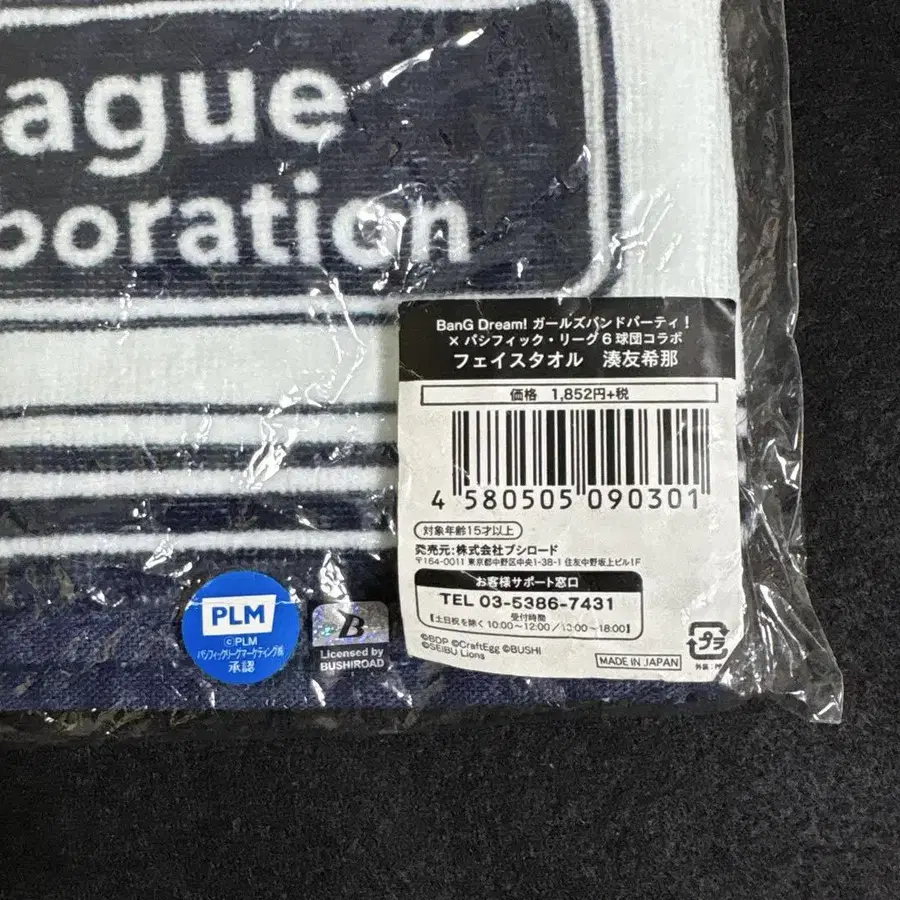 ague
boration
BanG Dream! ガールズバンドパーティ!
× パシフィック・リーグ6球団コラボ
フェイスタオル 湊友希那
価格 1,852円+税
4 580505 090301
対象年齢15才以上
発売元:株式会社ブシロード
〒164-0011 東京都中野区中央1-38-1 住友中野坂上ビル1F
お客様サポート窓口
TEL 03-5386-7431
受付時間
【土日祝を除く 10:00~12:00/13:00~18:00】
©BDP ©CraftEgg ©BUSHI
©SEIBU Lions
MADE IN JAPAN
プラ
外装:PP
PLM
©PLM
パシフィックリーグマーケティング㈱
承認
B
Licensed by
BUSHIROAD